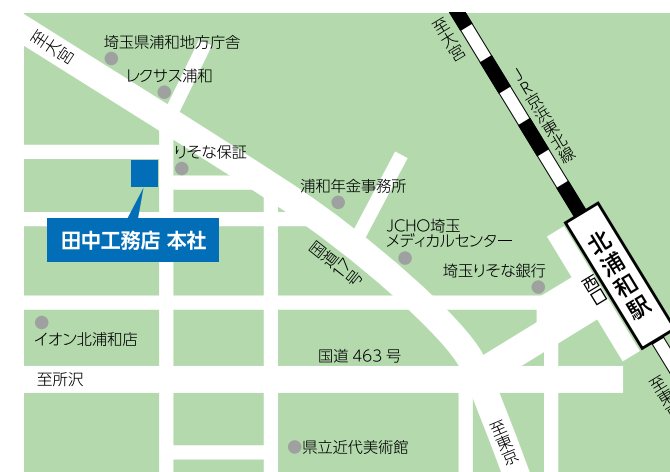 至大宮
埼玉県浦和地方庁舎
レクサス浦和
至大宮
JR京浜東北線
りそな保証
浦和年金事務所
田中工務店 本社
国道17号
JCHO埼玉
メディカルセンター
埼玉りそな銀行
北浦和駅
西口
イオン北浦和店
国道 463 号
至所沢
至東京
県立近代美術館
至東